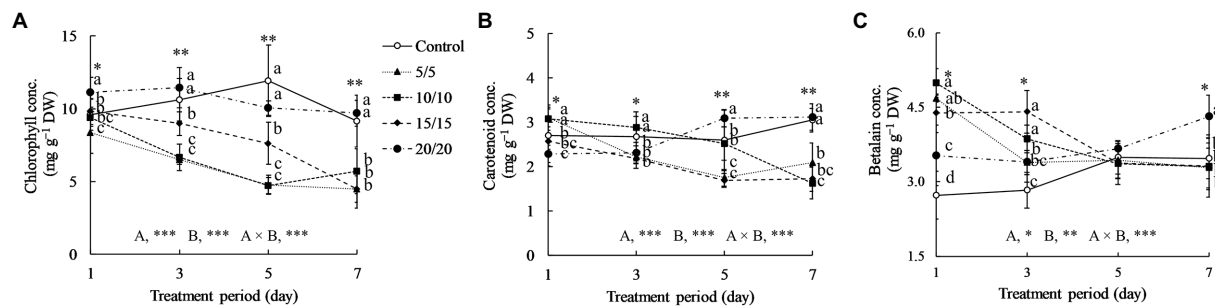 A
Chlorophyll conc.
(mg g⁻¹ DW)
15
10
5
0
* a b b bc c
** a a b c c
** a a b c c
** a a b b b
A, *** B, *** A × B, ***
1 3 5 7
Treatment period (day)
Control
5/5
10/10
15/15
20/20
B
Carotenoid conc.
(mg g⁻¹ DW)
5
4
3
2
1
0
* a a b bc c
* a a b b b
** a b b c c
** a a b bc c
A, *** B, *** A × B, ***
1 3 5 7
Treatment period (day)
C
Betalain conc.
(mg g⁻¹ DW)
6.0
4.5
3.0
1.5
* a ab b c d
* a b bc c
* a b b
A, * B, ** A × B, ***
1 3 5 7
Treatment period (day)